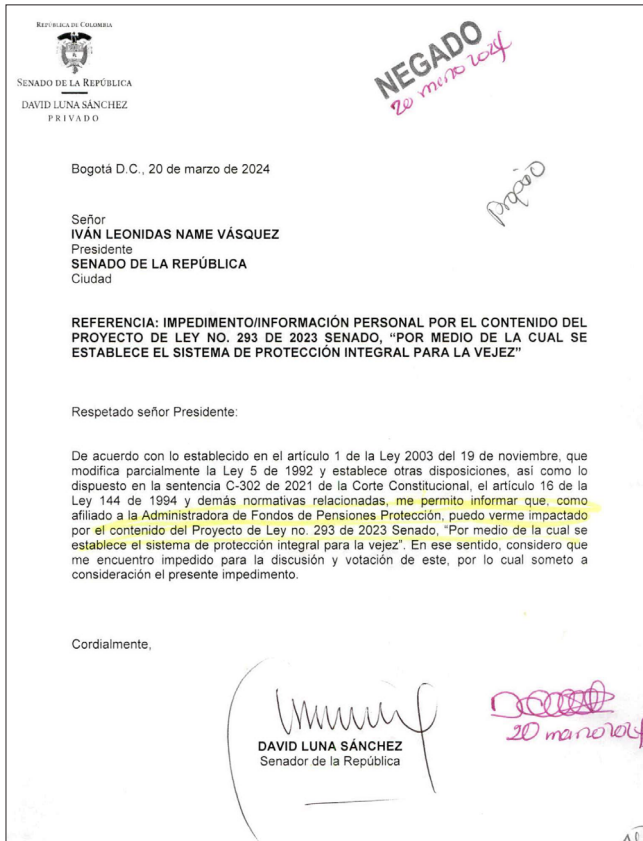 REPÚBLICA DE COLOMBIA
SENADO DE LA REPÚBLICA
DAVID LUNA SÁNCHEZ
PRIVADO
NEGADO
20 marzo 2024
Bogotá D.C., 20 de marzo de 2024
Señor
IVÁN LEONIDAS NAME VÁSQUEZ
Presidente
SENADO DE LA REPÚBLICA
Ciudad
REFERENCIA: IMPEDIMENTO/INFORMACIÓN PERSONAL POR EL CONTENIDO DEL
PROYECTO DE LEY NO. 293 DE 2023 SENADO, “POR MEDIO DE LA CUAL SE
ESTABLECE EL SISTEMA DE PROTECCIÓN INTEGRAL PARA LA VEJEZ”
Respetado señor Presidente:
De acuerdo con lo establecido en el artículo 1 de la Ley 2003 del 19 de noviembre, que
modifica parcialmente la Ley 5 de 1992 y establece otras disposiciones, así como lo
dispuesto en la sentencia C-302 de 2021 de la Corte Constitucional, el artículo 16 de la
Ley 144 de 1994 y demás normativas relacionadas, me permito informar que, como
afiliado a la Administradora de Fondos de Pensiones Protección, puedo verme impactado
por el contenido del Proyecto de Ley no. 293 de 2023 Senado, “Por medio de la cual se
establece el sistema de protección integral para la vejez”. En ese sentido, considero que
me encuentro impedido para la discusión y votación de este, por lo cual someto a
consideración el presente impedimento.
Cordialmente,
DAVID LUNA SÁNCHEZ
Senador de la República
20 marzo 2024